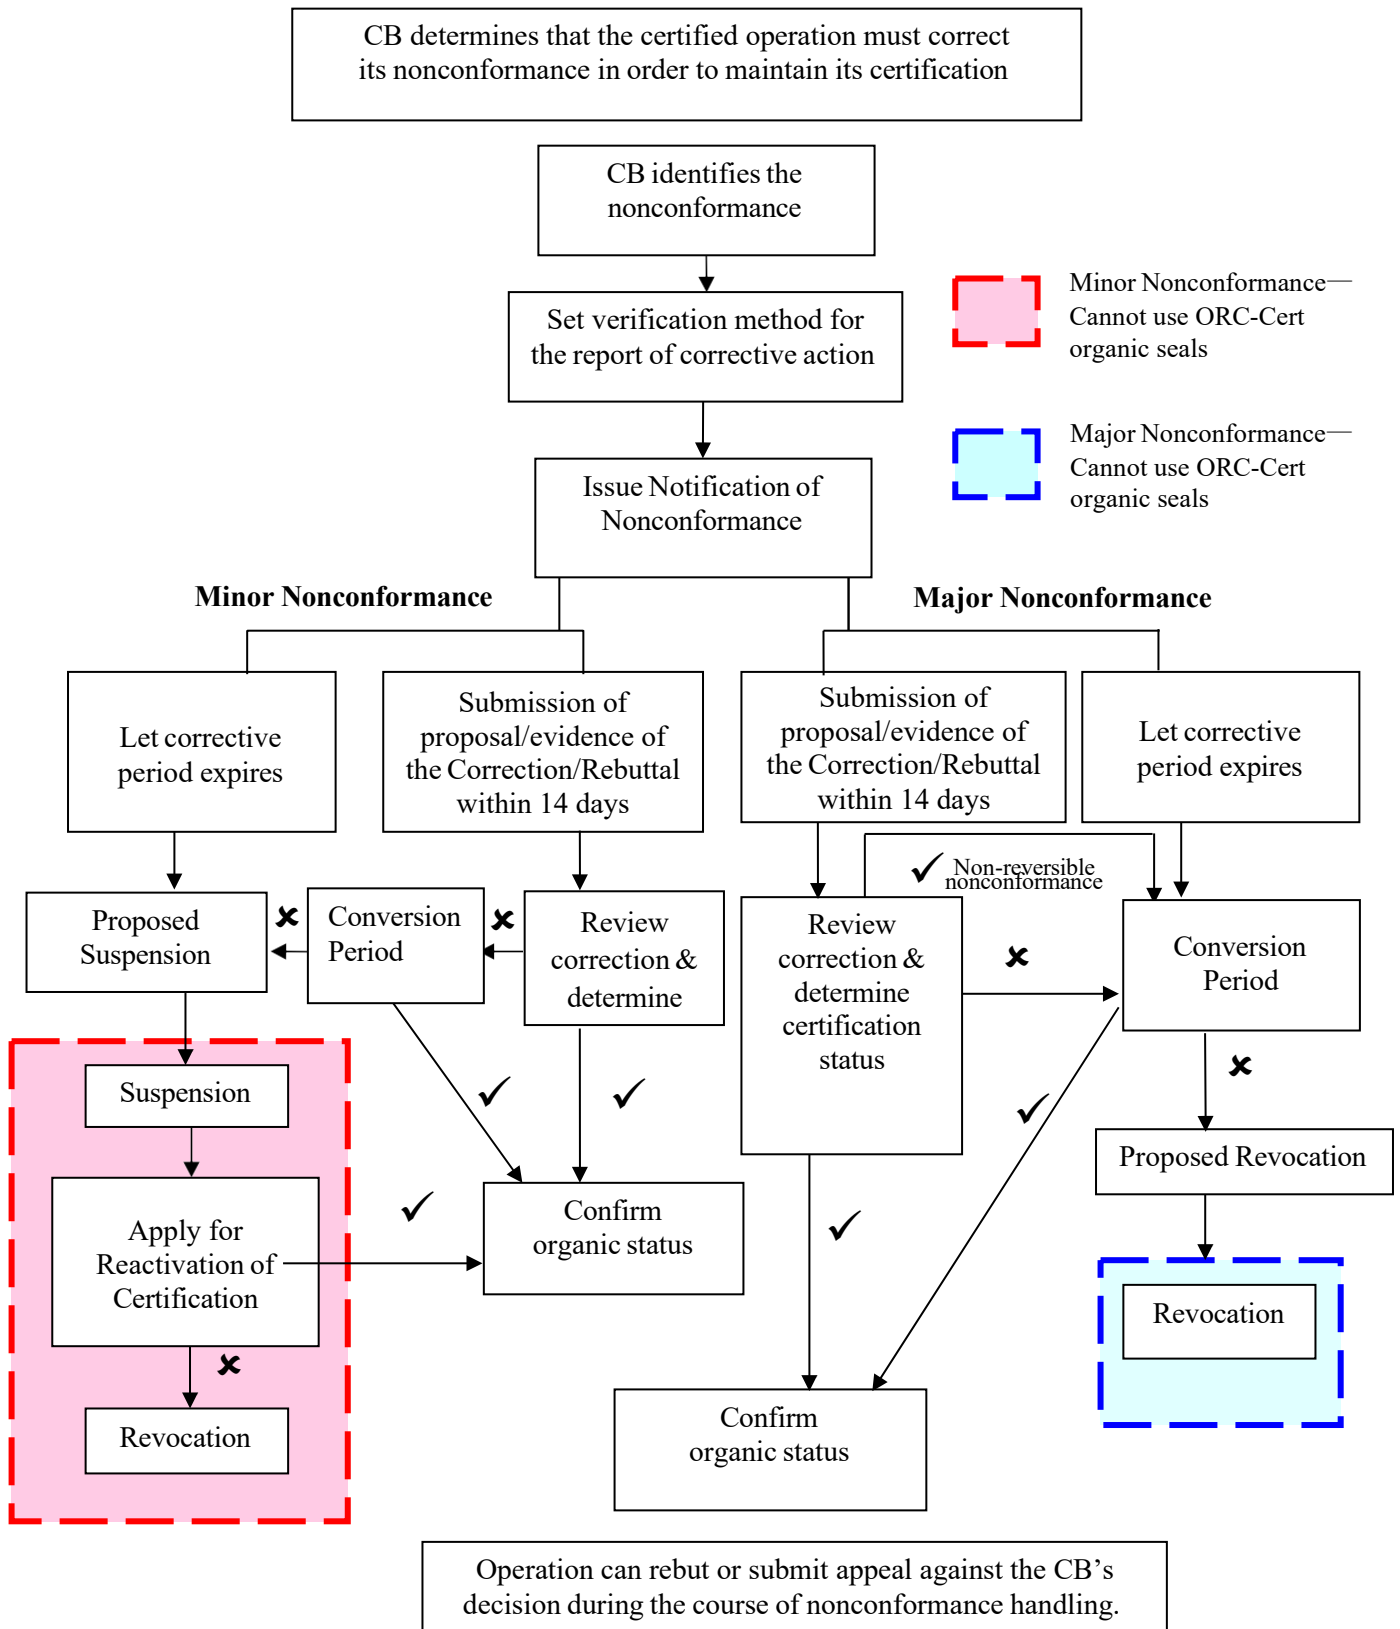 CB determines that the certified operation must correct
its nonconformance in order to maintain its certification
CB identifies the
nonconformance
Set verification method for
the report of corrective action
Minor Nonconformance—
Cannot use ORC-Cert
organic seals
Major Nonconformance—
Cannot use ORC-Cert
organic seals
Issue Notification of
Nonconformance
Minor Nonconformance
Major Nonconformance
Let corrective
period expires
Submission of
proposal/evidence of
the Correction/Rebuttal
within 14 days
Submission of
proposal/evidence of
the Correction/Rebuttal
within 14 days
Let corrective
period expires
✓ Non-reversible
nonconformance
Proposed
Suspension
✘
Conversion
Period
✘
Review
correction &
determine
Review
correction &
determine
certification
status
✘
Conversion
Period
Suspension
✓
✓
✓
✘
Proposed Revocation
Apply for
Reactivation of
Certification
✓
Confirm
organic status
✓
Revocation
✘
Revocation
Confirm
organic status
Operation can rebut or submit appeal against the CB’s
decision during the course of nonconformance handling.